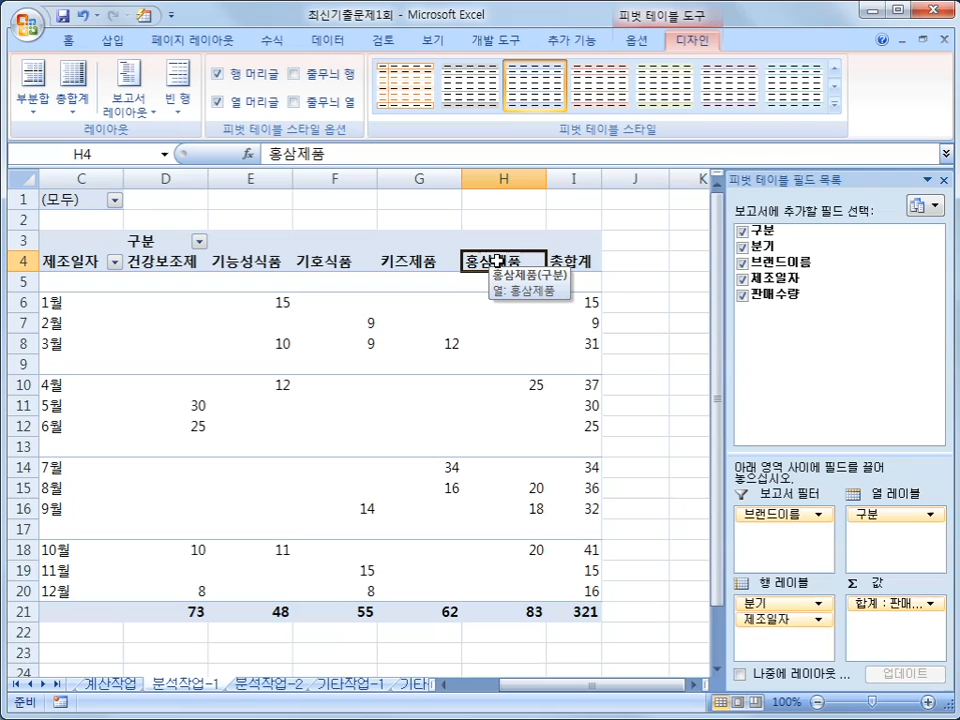 최신기출문제1회 - Microsoft Excel
피벗 테이블 도구
홈 삽입 페이지 레이아웃 수식 데이터 검토 보기 개발 도구 추가 기능 옵션 디자인
부분합 총합계 보고서 레이아웃 빈 행
행 머리글 줄무늬 행
열 머리글 줄무늬 열
레이아웃 피벗 테이블 스타일 옵션 피벗 테이블 스타일
H4 fx 홍삼제품
C D E F G H I J K
1 (모두)
2
3 구분
4 제조일자 건강보조제 기능성식품 기호식품 키즈제품 홍삼제품 총합계
홍삼제품(구분)
열: 홍삼제품
5
6 1월 15 15
7 2월 9 9
8 3월 10 9 12 31
9
10 4월 12 25 37
11 5월 30 30
12 6월 25 25
13
14 7월 34 34
15 8월 16 20 36
16 9월 14 18 32
17
18 10월 10 11 20 41
19 11월 15 15
20 12월 8 8 16
21 73 48 55 62 83 321
22
23
24
피벗 테이블 필드 목록
보고서에 추가할 필드 선택:
구분
분기
브랜드이름
제조일자
판매수량
아래 영역 사이에 필드를 끌어
놓으십시오.
보고서 필터 열 레이블
브랜드이름 구분
행 레이블 Σ 값
분기 합계 : 판매...
제조일자
나중에 레이아웃 ... 업데이트
계산작업 분석작업-1 분석작업-2 기타작업-1 기타
준비 100%